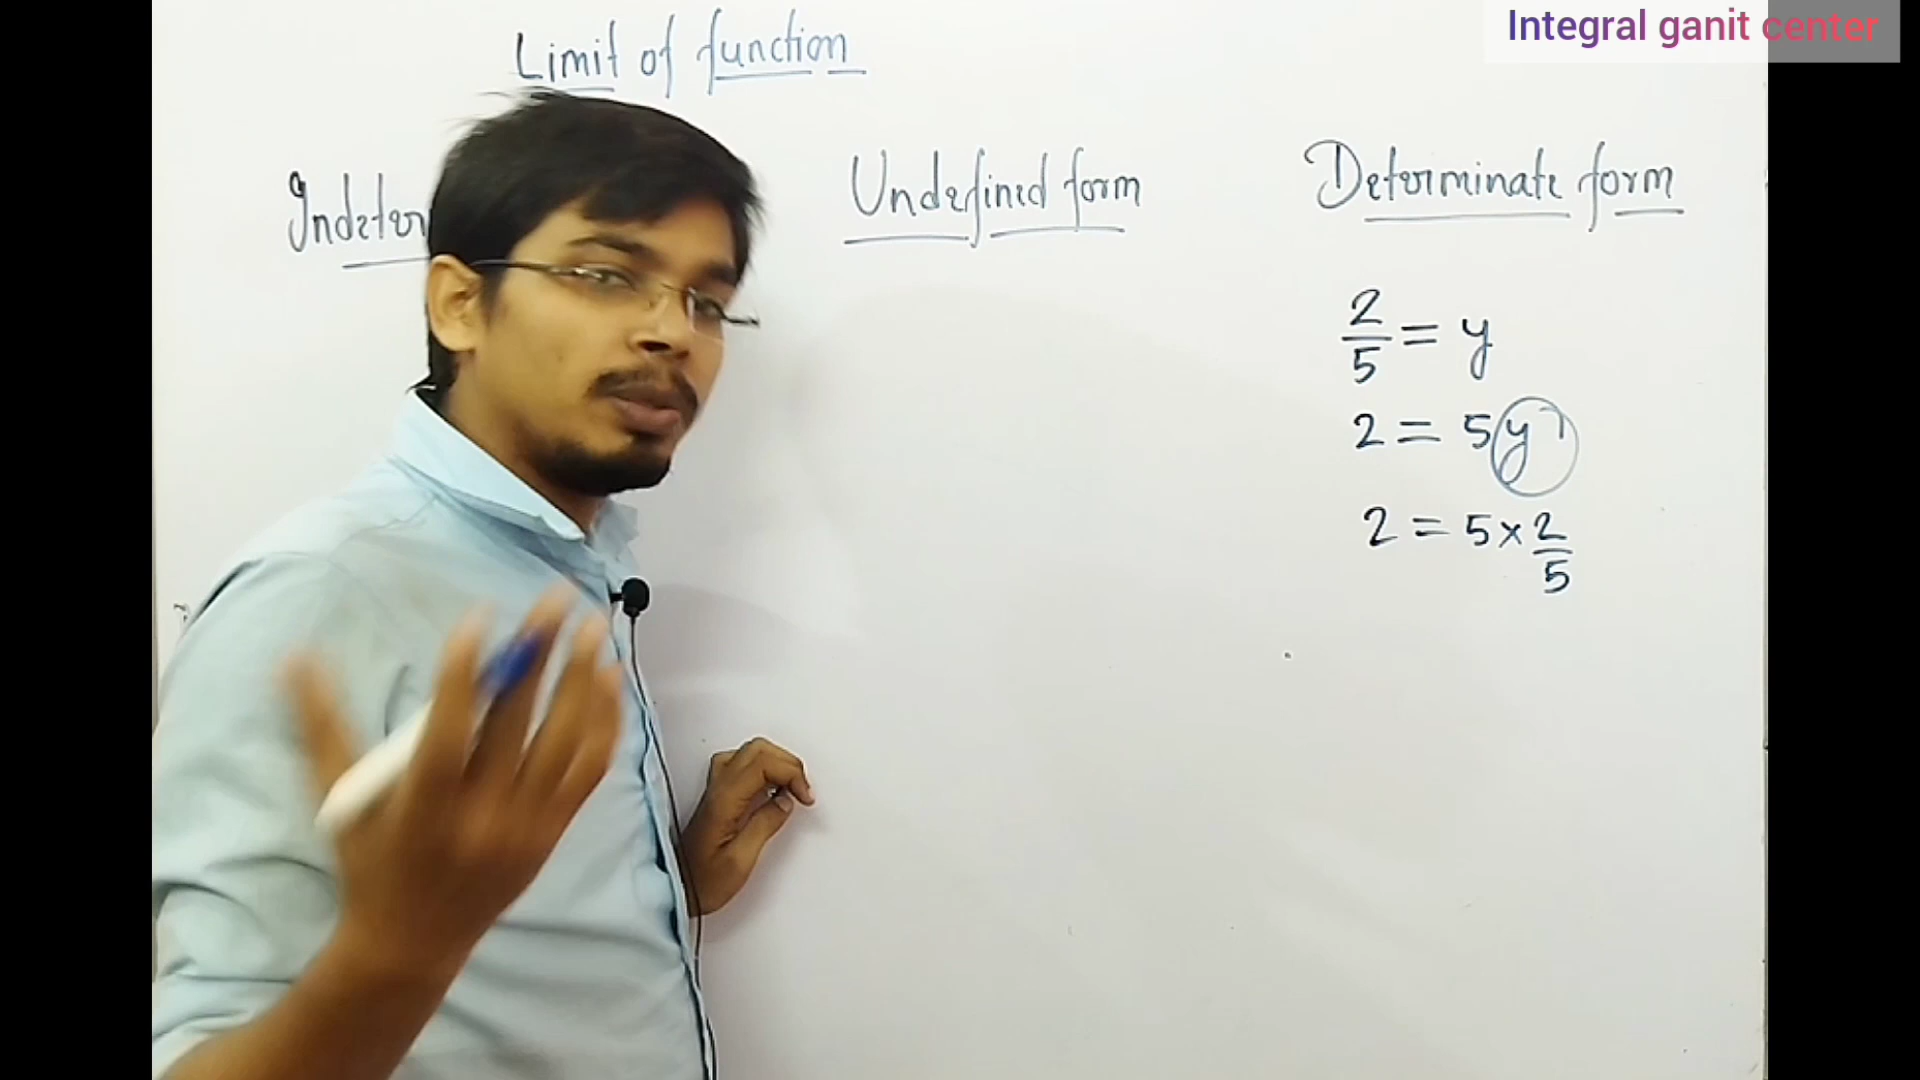 Integral ganit center
Limit of function
Undefined form
Determinate form
2/5 = y
2 = 5y
2 = 5 × 2/5